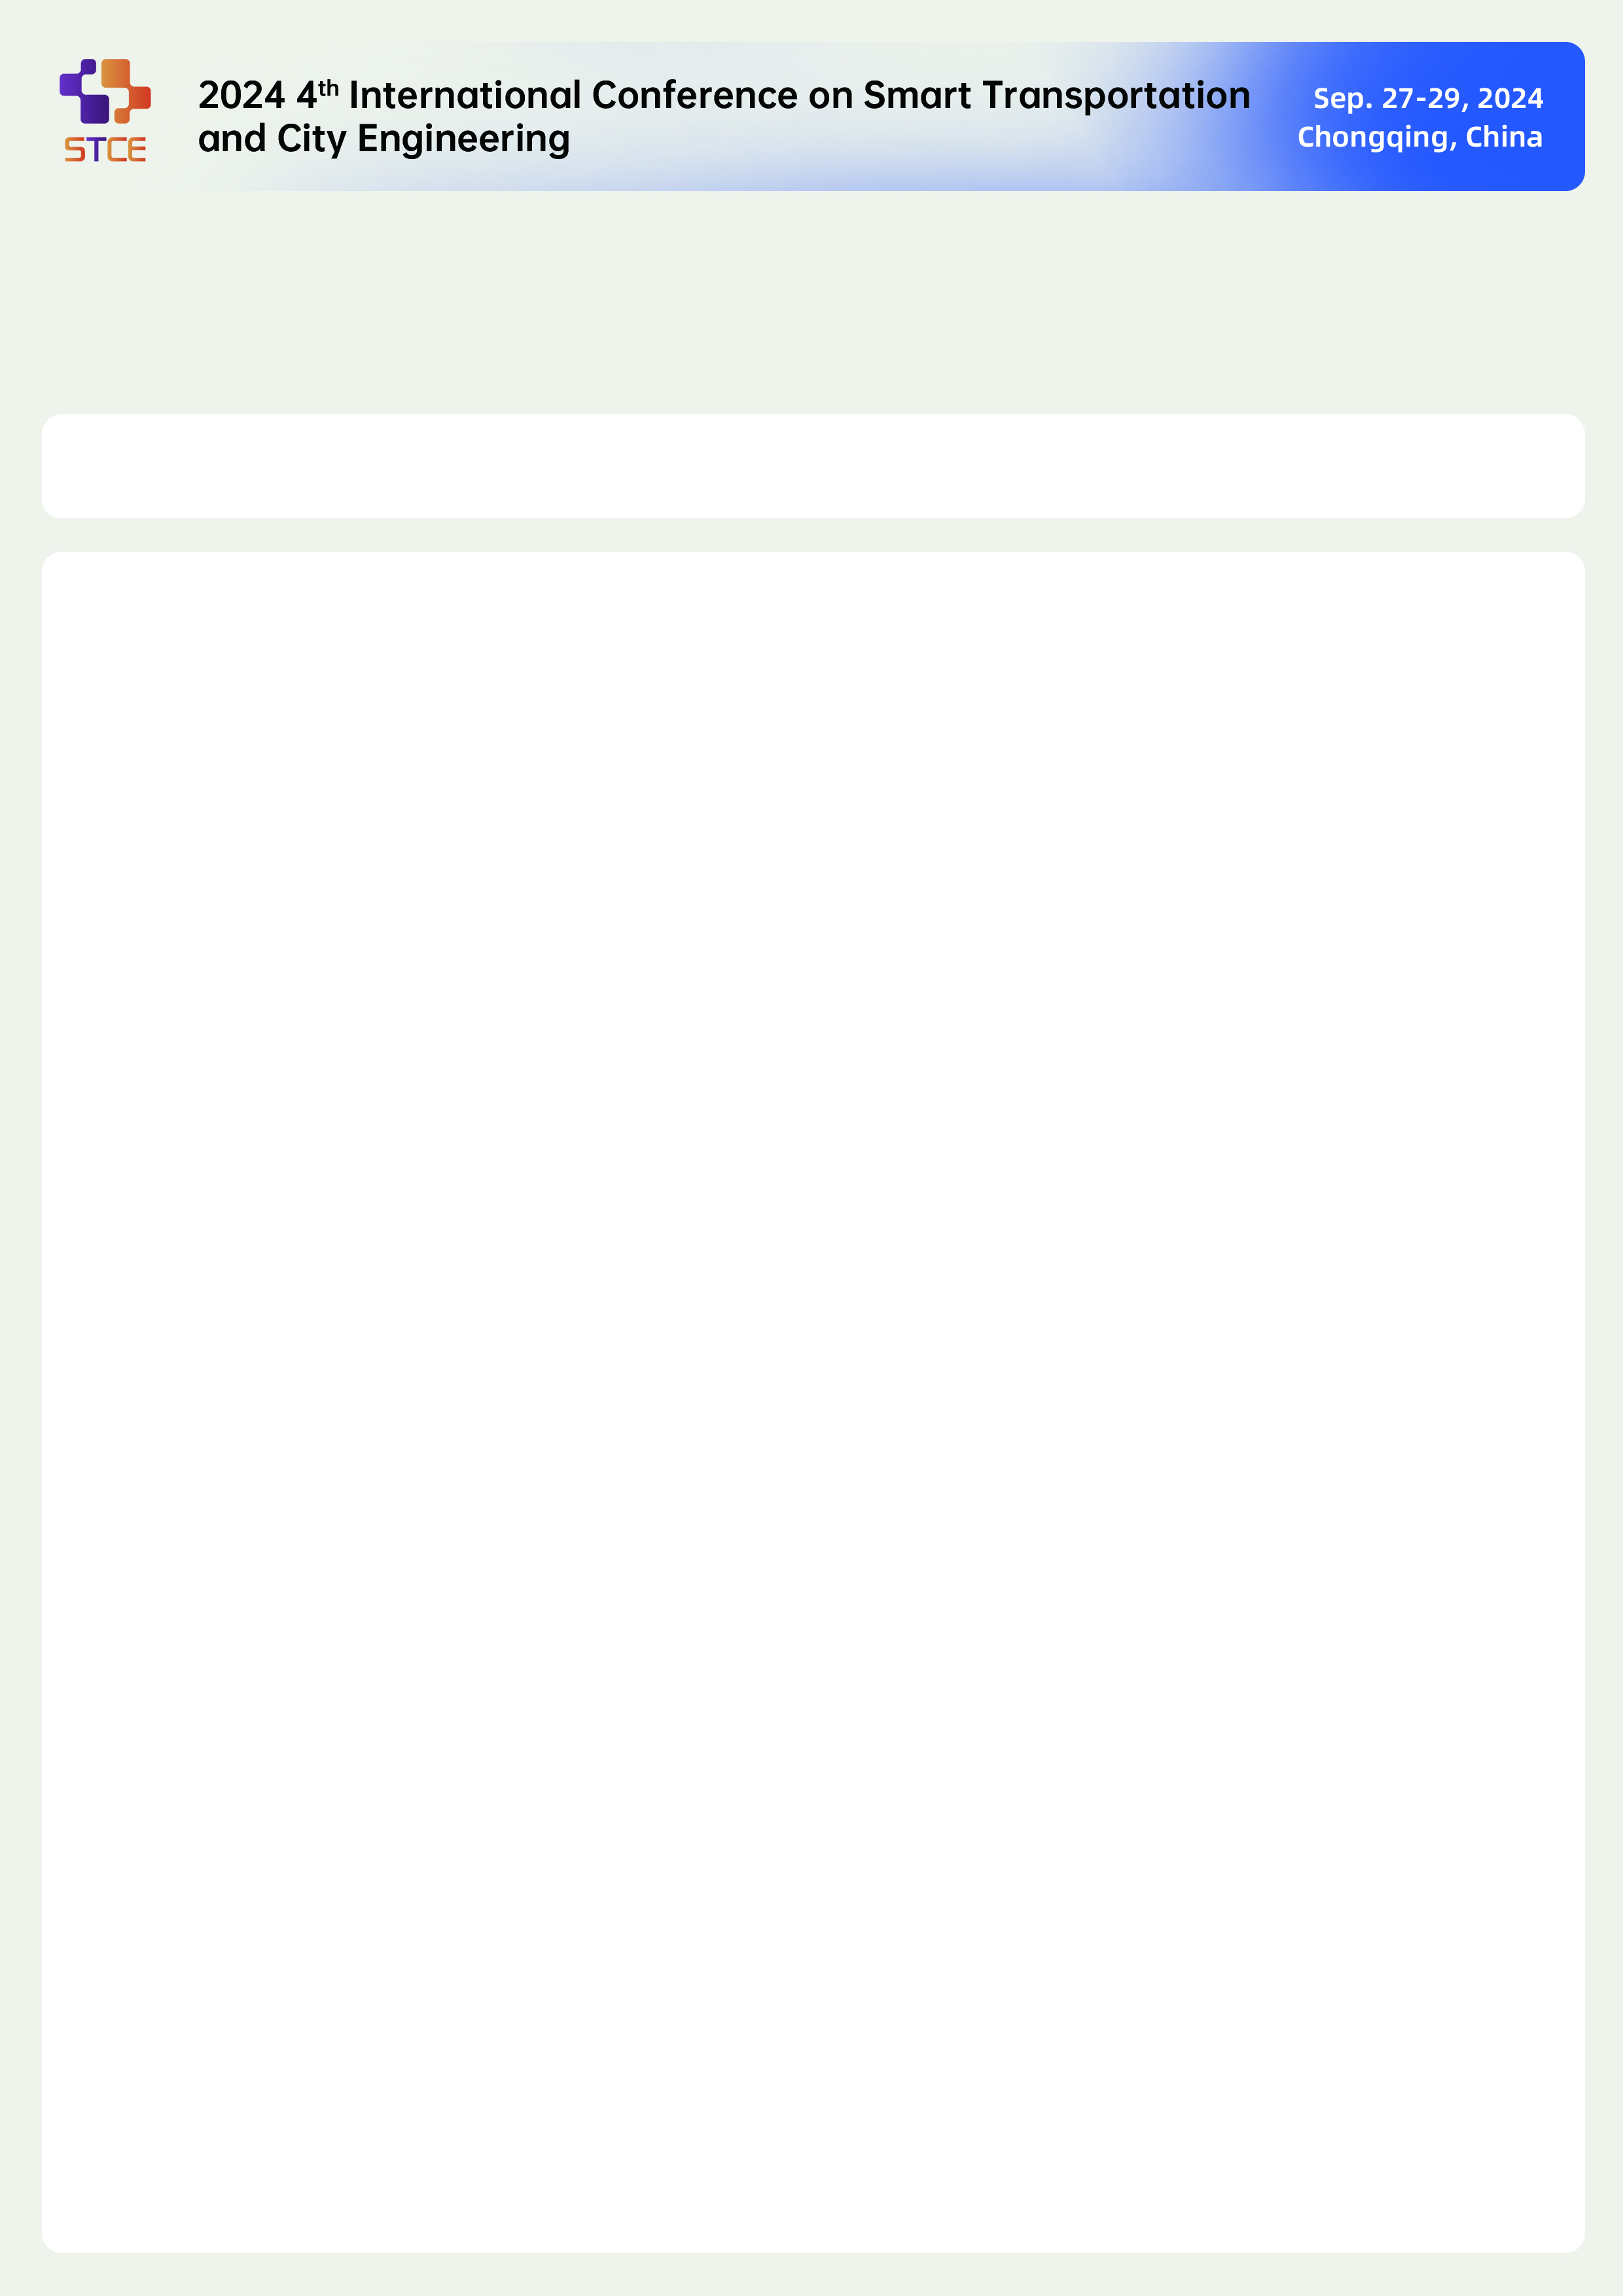 STCE
2024 4th International Conference on Smart Transportation
and City Engineering
Sep. 27-29, 2024
Chongqing, China